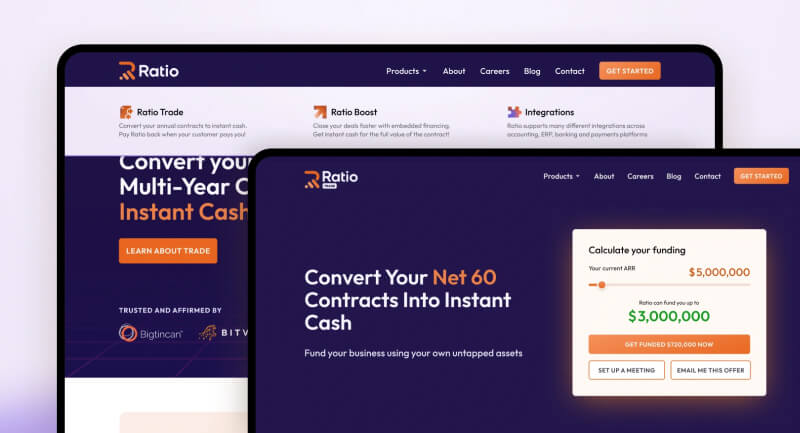 Ratio
Products
About
Careers
Blog
Contact
GET STARTED
Ratio Trade
Convert your annual contracts to instant cash.
Pay Ratio back when your customer pays you!
Ratio Boost
Close your deals faster with embedded financing.
Get instant cash for the full value of the contract!
Integrations
Ratio supports many different integrations across
accounting, ERP, banking and payments platforms
Convert your
Multi-Year C
Instant Cash
LEARN ABOUT TRADE
TRUSTED AND AFFIRMED BY
Bigtincan
BITV
Ratio
TRADE
Products
About
Careers
Blog
Contact
GET STARTED
Convert Your Net 60
Contracts Into Instant
Cash
Fund your business using your own untapped assets
Calculate your funding
Your current ARR
$5,000,000
Ratio can fund you up to
$3,000,000
GET FUNDED $720,000 NOW
SET UP A MEETING
EMAIL ME THIS OFFER